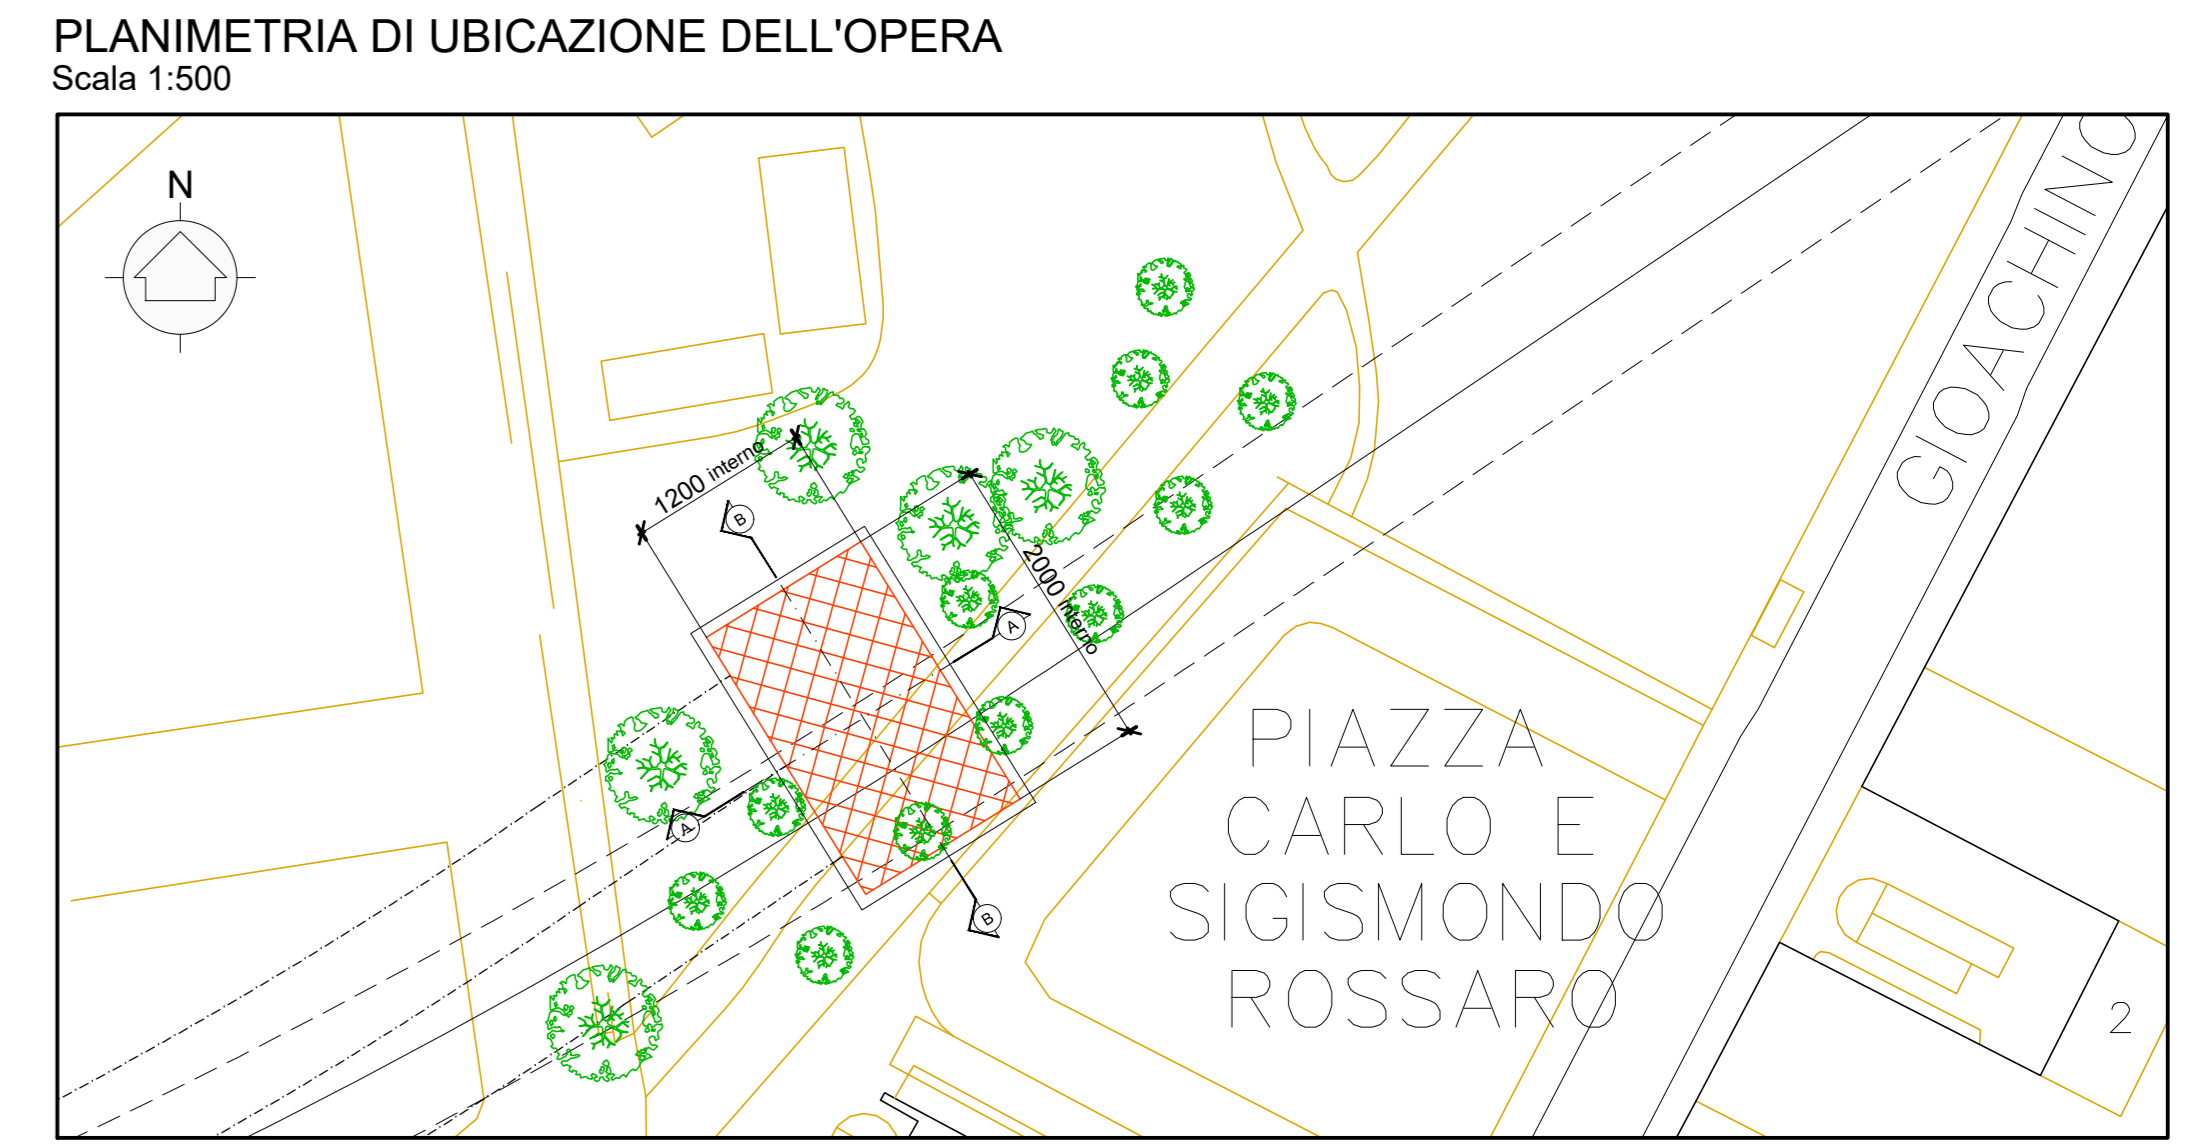 PLANIMETRIA DI UBICAZIONE DELL'OPERA
Scala 1:500
N
GIOACHINO
1200 interno
B
2000 interno
A
A
B
PIAZZA
CARLO E
SIGISMONDO
ROSSARO
2